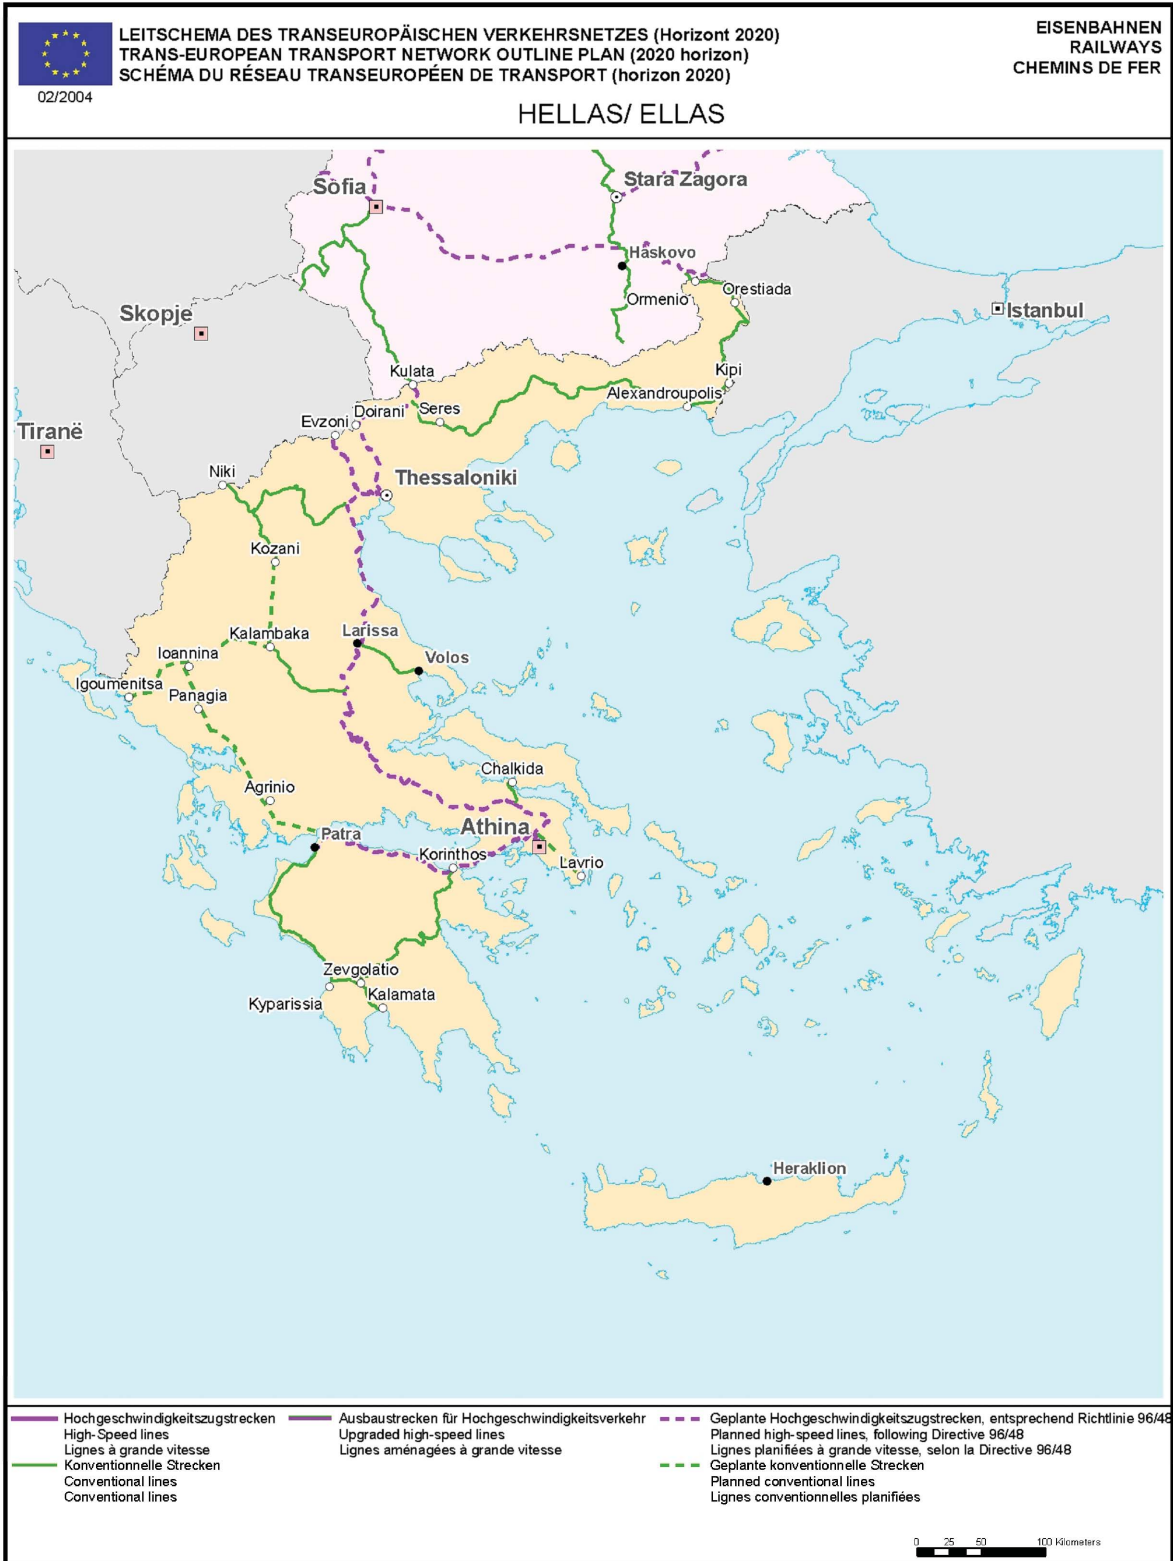 LEITSCHEMA DES TRANSEUROPÄISCHEN VERKEHRSNETZES (Horizont 2020)
TRANS-EUROPEAN TRANSPORT NETWORK OUTLINE PLAN (2020 horizon)
SCHÉMA DU RÉSEAU TRANSEUROPÉEN DE TRANSPORT (horizon 2020)
EISENBAHNEN
RAILWAYS
CHEMINS DE FER
02/2004
HELLAS/ ELLAS
Sofia
Stara Zagora
Haskovo
Ormenio
Orestiada
Skopje
Istanbul
Kulata
Kipi
Alexandroupolis
Doirani
Seres
Evzoni
Tiranë
Niki
Thessaloniki
Kozani
Kalambaka
Larissa
Ioannina
Volos
Igoumenitsa
Panagia
Chalkida
Agrinio
Athina
Patra
Korinthos
Lavrio
Zevgolatio
Kalamata
Kyparissia
Heraklion
Hochgeschwindigkeitszugstrecken
High-Speed lines
Lignes à grande vitesse
Konventionnelle Strecken
Conventional lines
Conventional lines
Ausbaustrecken für Hochgeschwindigkeitsverkehr
Upgraded high-speed lines
Lignes aménagées à grande vitesse
Geplante Hochgeschwindigkeitszugstrecken, entsprechend Richtlinie 96/48
Planned high-speed lines, following Directive 96/48
Lignes planifiées à grande vitesse, selon la Directive 96/48
Geplante konventionelle Strecken
Planned conventional lines
Lignes conventionnelles planifiées
0 25 50 100 Kilometers